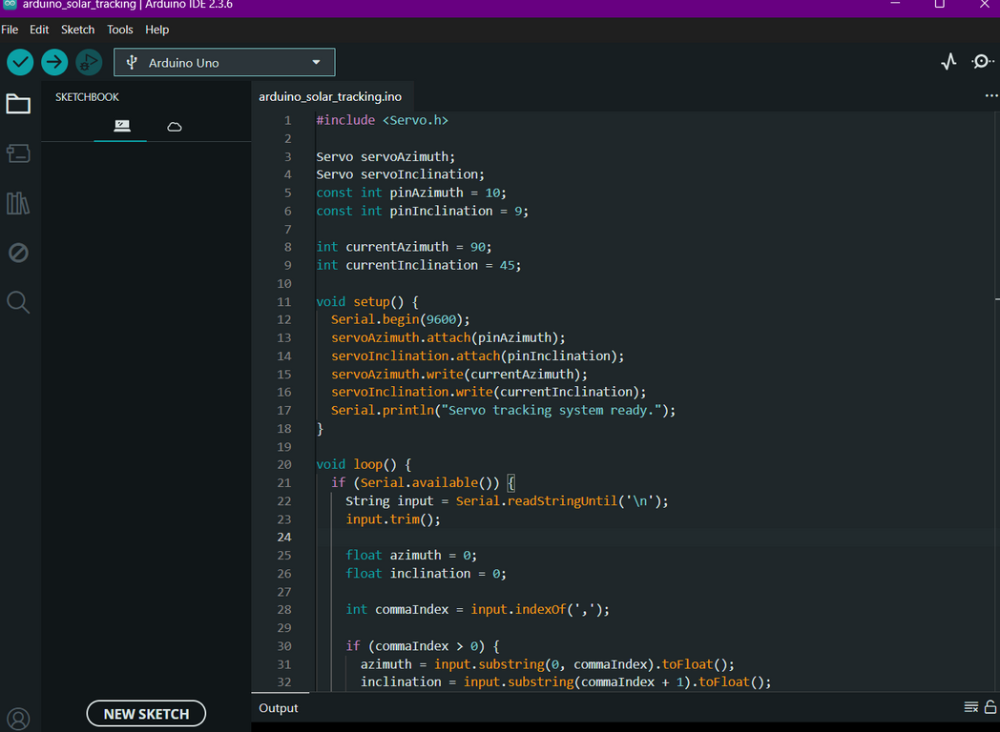 arduino_solar_tracking | Arduino IDE 2.3.6
File Edit Sketch Tools Help
Arduino Uno
SKETCHBOOK
arduino_solar_tracking.ino
1 #include <Servo.h>
2
3 Servo servoAzimuth;
4 Servo servoInclination;
5 const int pinAzimuth = 10;
6 const int pinInclination = 9;
7
8 int currentAzimuth = 90;
9 int currentInclination = 45;
10
11 void setup() {
12   Serial.begin(9600);
13   servoAzimuth.attach(pinAzimuth);
14   servoInclination.attach(pinInclination);
15   servoAzimuth.write(currentAzimuth);
16   servoInclination.write(currentInclination);
17   Serial.println("Servo tracking system ready.");
18 }
19
20 void loop() {
21   if (Serial.available()) {
22     String input = Serial.readStringUntil('\n');
23     input.trim();
24
25     float azimuth = 0;
26     float inclination = 0;
27
28     int commaIndex = input.indexOf(',');
29
30     if (commaIndex > 0) {
31       azimuth = input.substring(0, commaIndex).toFloat();
32       inclination = input.substring(commaIndex + 1).toFloat();
NEW SKETCH
Output